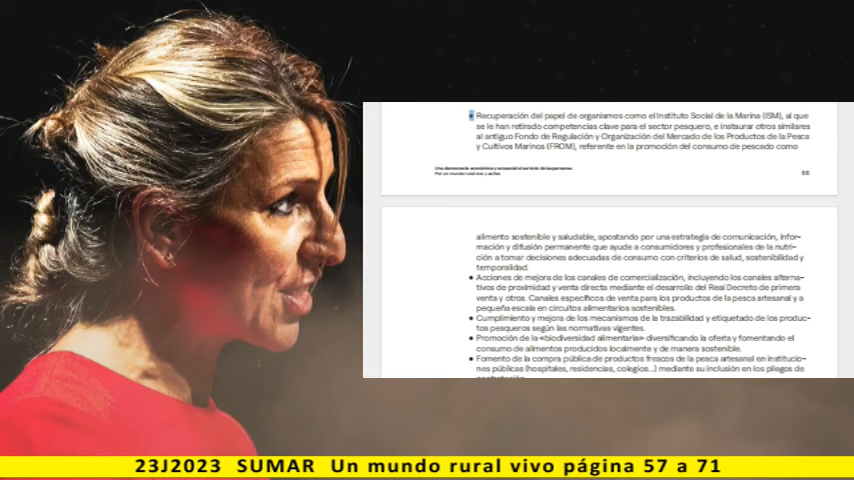 • Recuperación del papel de organismos como el Instituto Social de la Marina (ISM), al que
se le han retirado competencias clave para el sector pesquero, e instaurar otros similares
al antiguo Fondo de Regulación y Organización del Mercado de los Productos de la Pesca
y Cultivos Marinos (FROM), referente en la promoción del consumo de pescado como
Por un mundo rural vivo y activo
66
alimento sostenible y saludable, apostando por una estrategia de comunicación, infor-
mación y difusión permanente que ayude a consumidores y profesionales de la nutri-
ción a tomar decisiones adecuadas de consumo con criterios de salud, sostenibilidad y
temporalidad.
• Acciones de mejora de los canales de comercialización, incluyendo los canales alterna-
tivos de proximidad y venta directa mediante el desarrollo del Real Decreto de primera
venta y otros. Canales específicos de venta para los productos de la pesca artesanal y a
pequeña escala en circuitos alimentarios sostenibles.
• Cumplimiento y mejora de los mecanismos de la trazabilidad y etiquetado de los produc-
tos pesqueros según las normativas vigentes.
• Promoción de la «biodiversidad alimentaria» diversificando la oferta y fomentando el
consumo de alimentos producidos localmente y de manera sostenible.
• Fomento de la compra pública de productos frescos de la pesca artesanal en institucio-
nes públicas (hospitales, residencias, colegios...) mediante su inclusión en los pliegos de
23J2023 SUMAR Un mundo rural vivo página 57 a 71